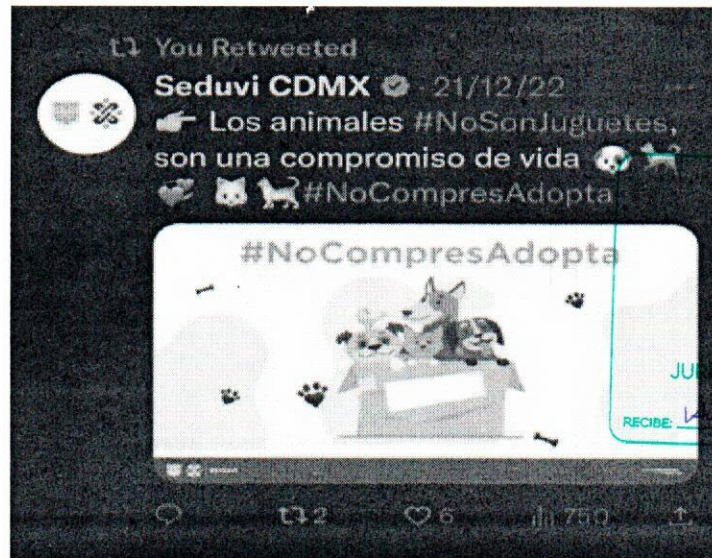 You Retweeted
Seduvi CDMX · 21/12/22 ...
Los animales #NoSonJuguetes,
son una compromiso de vida
#NoCompresAdopta
#NoCompresAdopta
RECIBE:
2 6 750